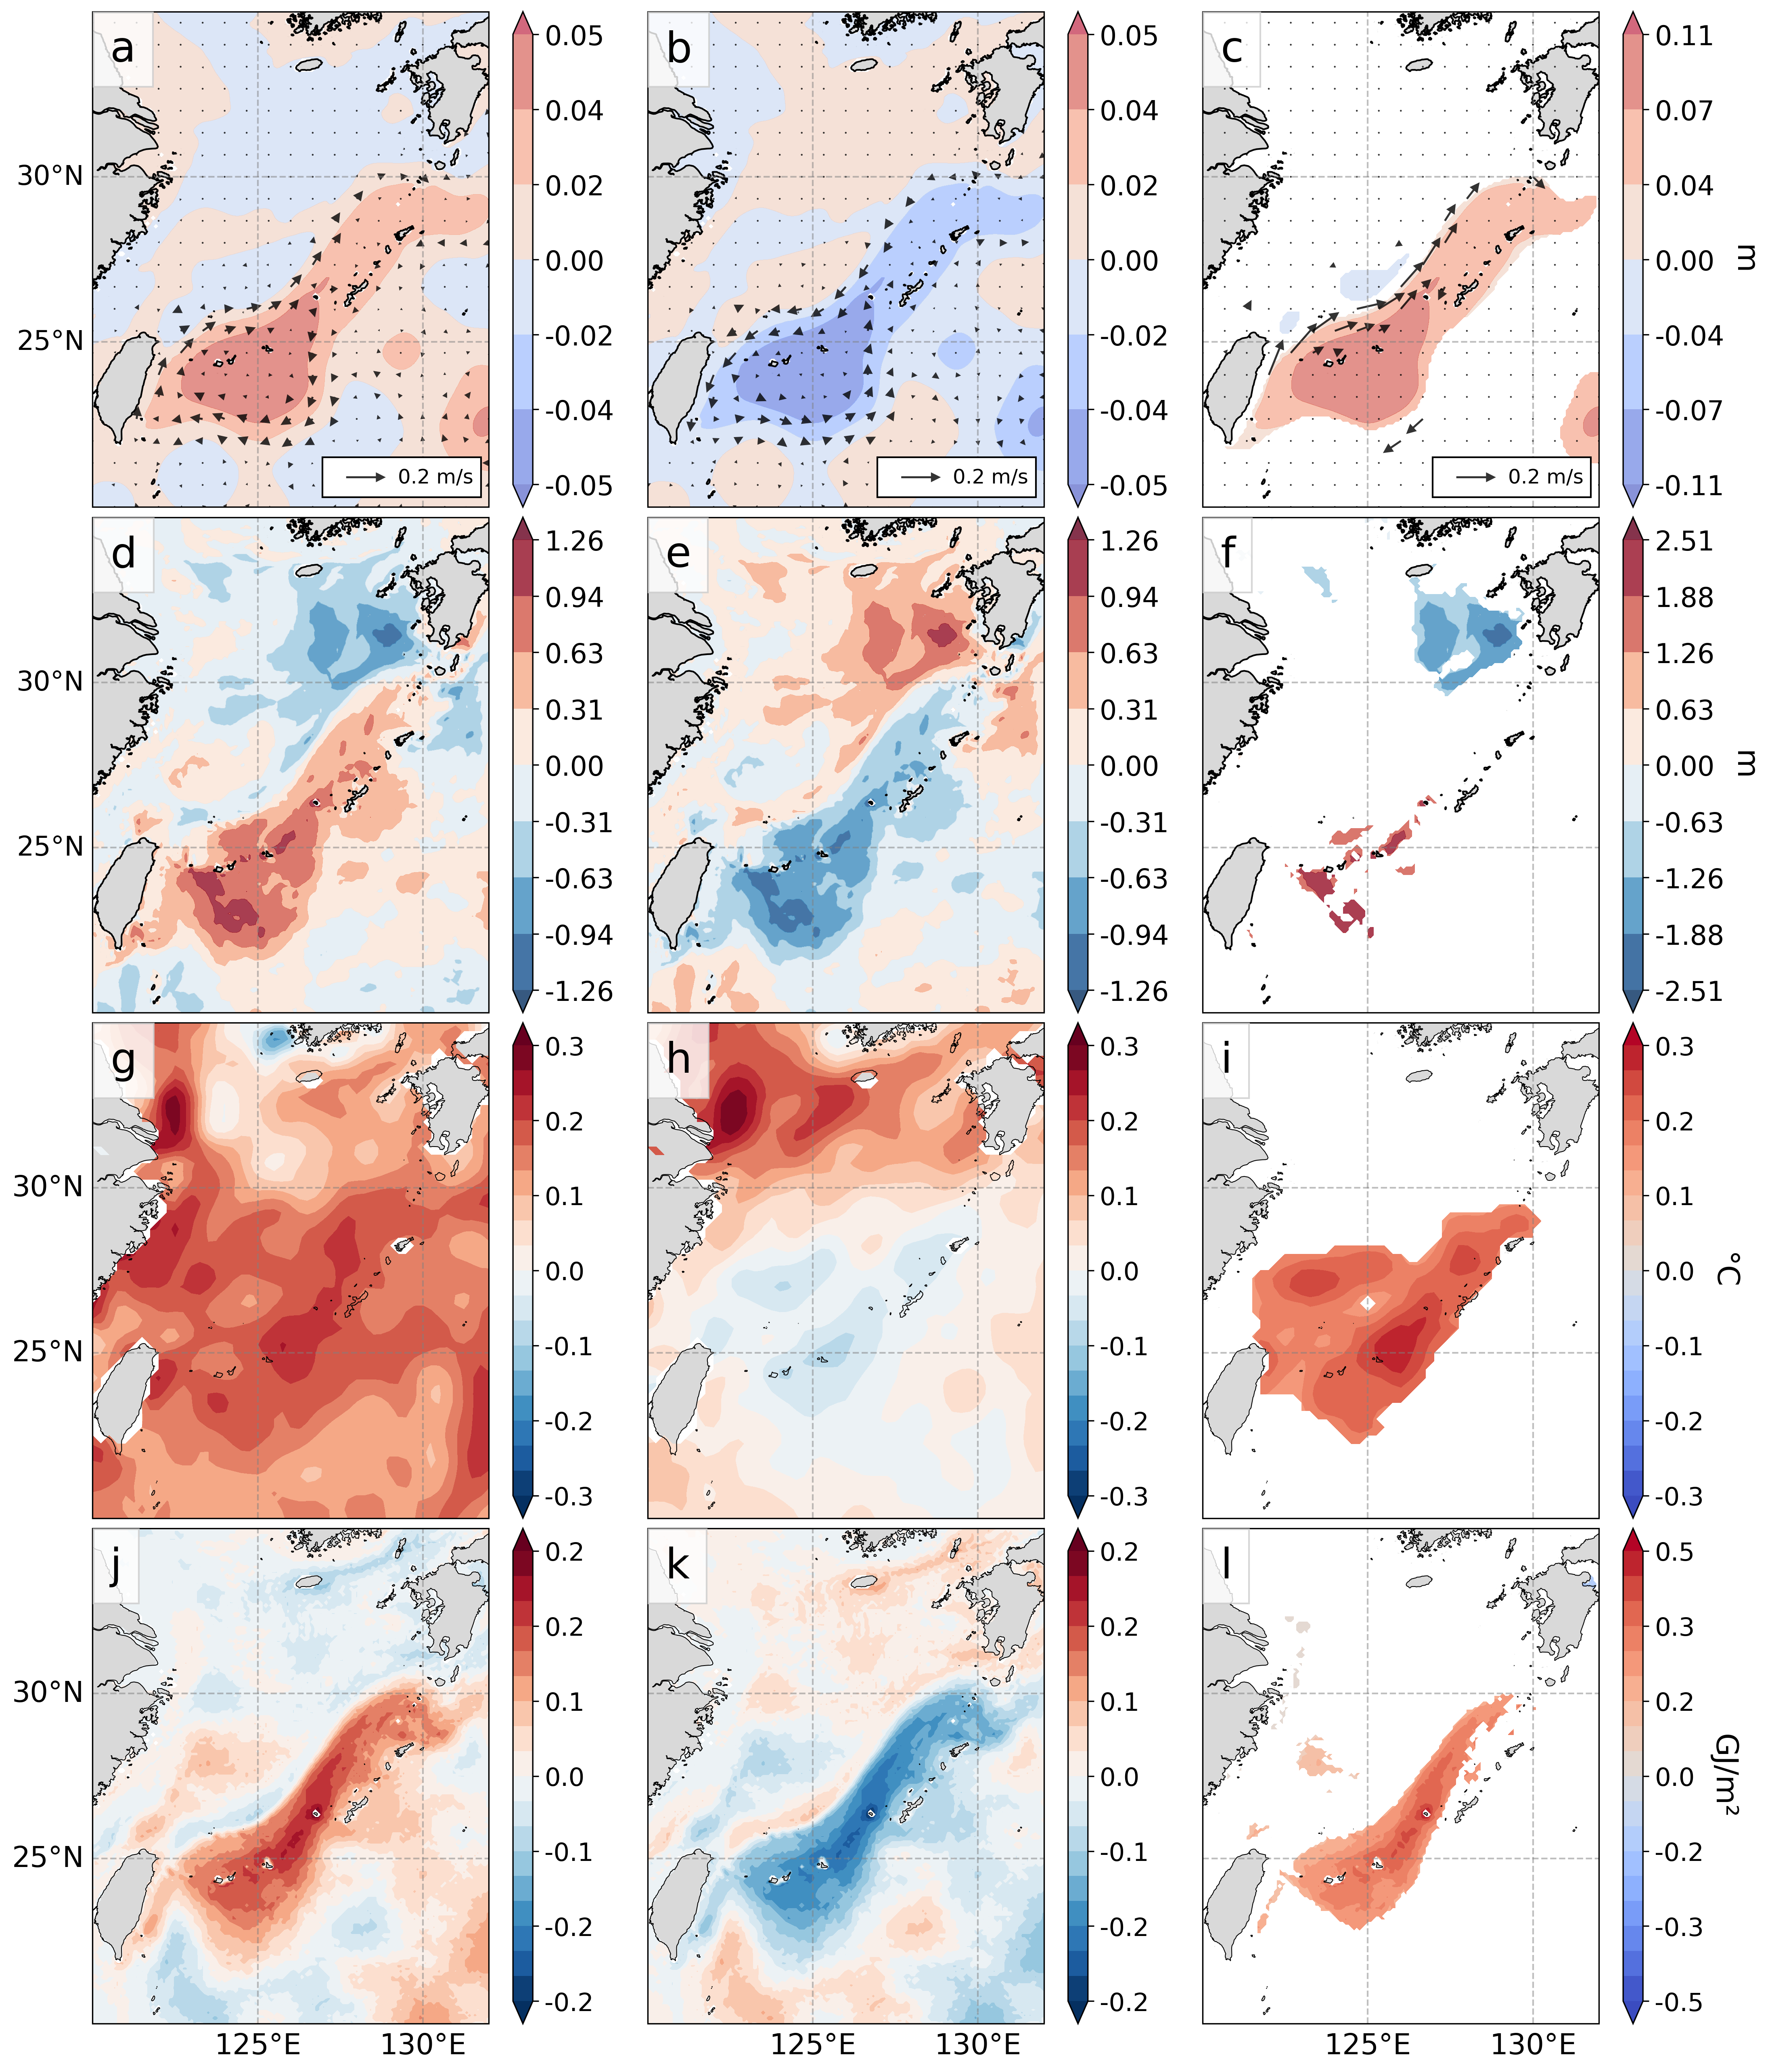 a
0.05
0.04
0.02
0.00
-0.02
-0.04
-0.05
30°N
25°N
0.2 m/s
b
0.05
0.04
0.02
0.00
-0.02
-0.04
-0.05
0.2 m/s
c
0.11
0.07
0.04
0.00
-0.04
-0.07
-0.11
m
0.2 m/s
d
1.26
0.94
0.63
0.31
0.00
-0.31
-0.63
-0.94
-1.26
30°N
25°N
e
1.26
0.94
0.63
0.31
0.00
-0.31
-0.63
-0.94
-1.26
f
2.51
1.88
1.26
0.63
0.00
-0.63
-1.26
-1.88
-2.51
m
g
0.3
0.2
0.1
0.0
-0.1
-0.2
-0.3
30°N
25°N
h
0.3
0.2
0.1
0.0
-0.1
-0.2
-0.3
i
0.3
0.2
0.1
0.0
-0.1
-0.2
-0.3
°C
j
0.2
0.2
0.1
0.0
-0.1
-0.2
-0.2
30°N
25°N
125°E
130°E
k
0.2
0.2
0.1
0.0
-0.1
-0.2
-0.2
125°E
130°E
l
0.5
0.3
0.2
0.0
-0.2
-0.3
-0.5
GJ/m²
125°E
130°E